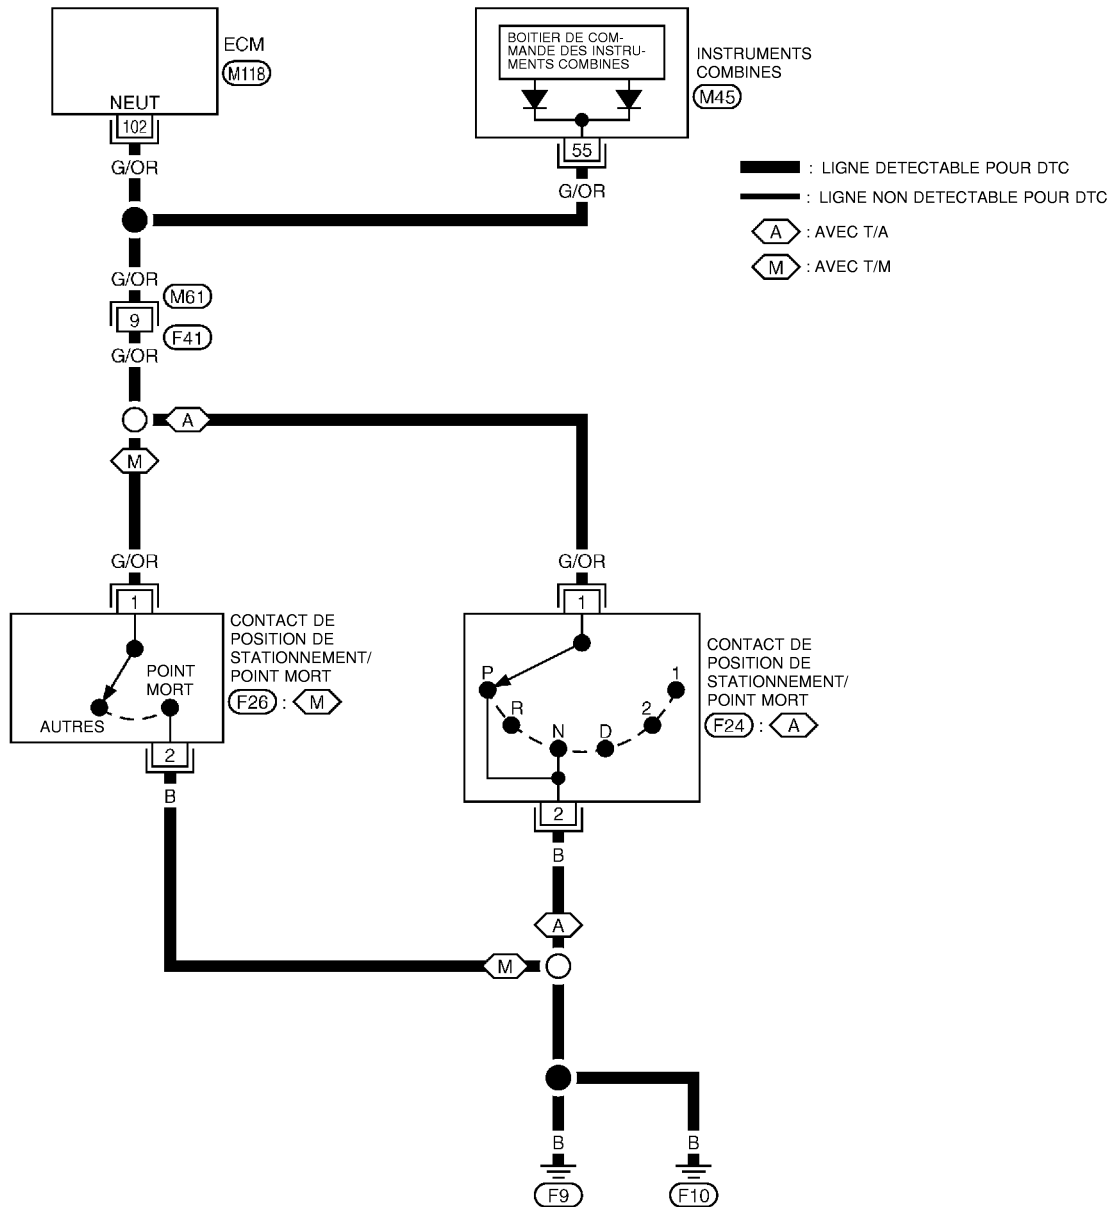 ECM
M118
NEUT
102
G/OR
BOITIER DE COM-
MANDE DES INSTRU-
MENTS COMBINES
INSTRUMENTS
COMBINES
M45
55
G/OR
: LIGNE DETECTABLE POUR DTC
: LIGNE NON DETECTABLE POUR DTC
A : AVEC T/A
M : AVEC T/M
G/OR
M61
9
F41
G/OR
A
M
G/OR
1
CONTACT DE
POSITION DE
STATIONNEMENT/
POINT MORT
F26 : M
POINT
MORT
AUTRES
2
B
G/OR
1
P
R
N
D
2
1
CONTACT DE
POSITION DE
STATIONNEMENT/
POINT MORT
F24 : A
2
B
A
M
B
B
F9
F10